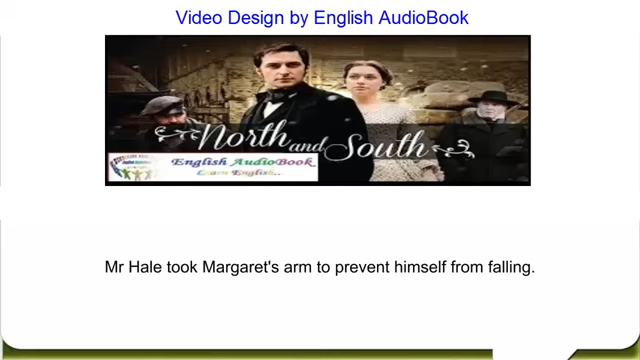 Video Design by English AudioBook
North and South
English AudioBook
Learn English...
Mr Hale took Margaret's arm to prevent himself from falling.